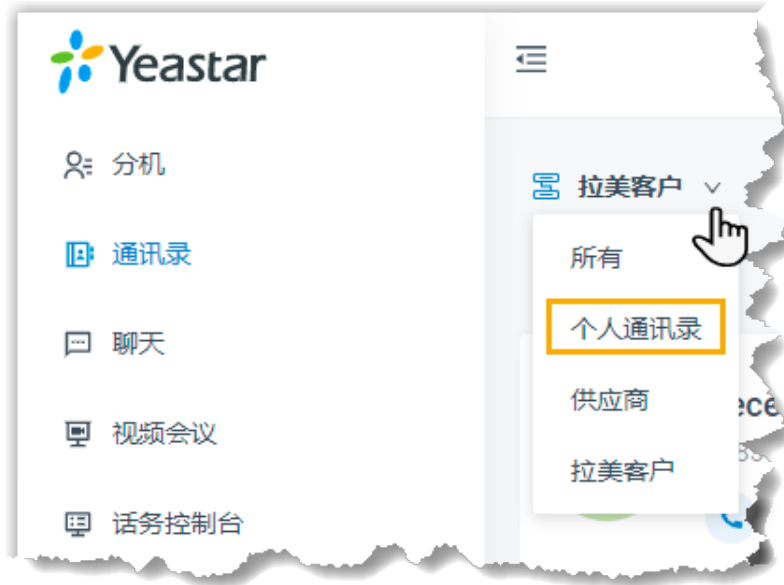 Yeastar
分机
通讯录
聊天
视频会议
话务控制台
拉美客户
所有
个人通讯录
供应商
拉美客户